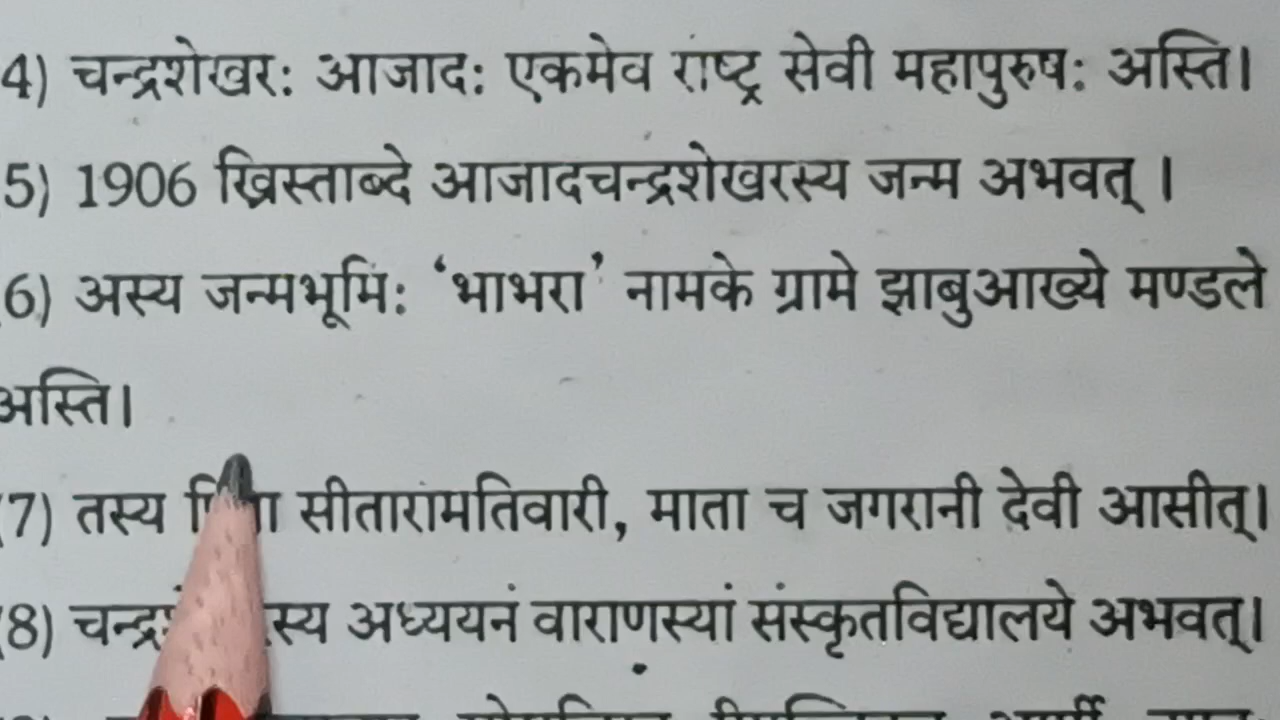 4) चन्द्रशेखरः आजादः एकमेव राष्ट्र सेवी महापुरुषः अस्ति।
5) 1906 ख्रिस्ताब्दे आजादचन्द्रशेखरस्य जन्म अभवत् ।
6) अस्य जन्मभूमिः ‘भाभरा’ नामके ग्रामे झाबुआख्ये मण्डले
अस्ति।
(7) तस्य सीतारामतिवारी, माता च जगरानी देवी आसीत्।
(8) अध्ययनं वाराणस्यां संस्कृतविद्यालये अभवत्।